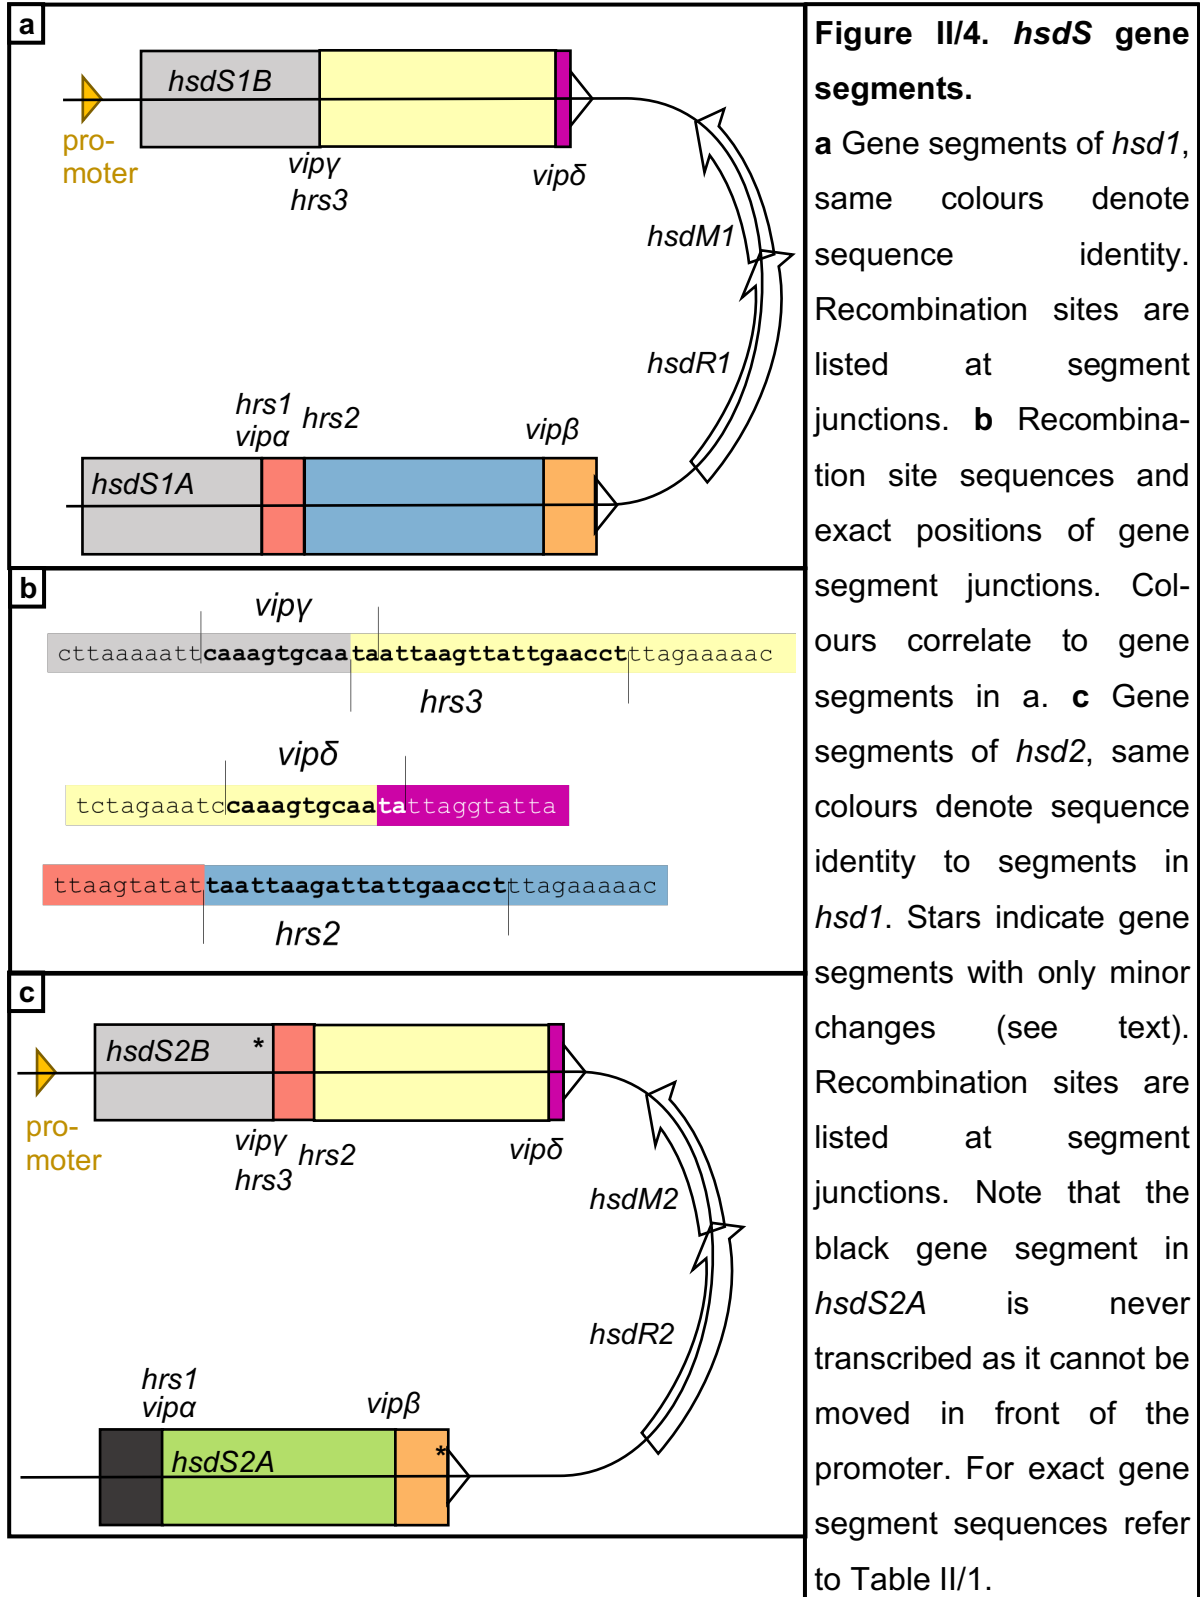 a
hsdS1B
pro-
moter
vipγ
hrs3
vipδ
hsdM1
hsdR1
hrs1
vipα
hrs2
vipβ
hsdS1A
b
vipγ
cttaaaaattcaaagtgcaataattaagttattgaacctttagaaaaac
hrs3
vipδ
tctagaaatccaaagtgcaatattaggtatta
ttaagtatattaattaagattattgaacctttagaaaaac
hrs2
c
hsdS2B *
pro-
moter
vipγ
hrs3
hrs2
vipδ
hsdM2
hsdR2
hrs1
vipα
vipβ
hsdS2A
*
Figure II/4. hsdS gene
segments.
a Gene segments of hsd1,
same colours denote
sequence identity.
Recombination sites are
listed at segment
junctions. b Recombina-
tion site sequences and
exact positions of gene
segment junctions. Col-
ours correlate to gene
segments in a. c Gene
segments of hsd2, same
colours denote sequence
identity to segments in
hsd1. Stars indicate gene
segments with only minor
changes (see text).
Recombination sites are
listed at segment
junctions. Note that the
black gene segment in
hsdS2A is never
transcribed as it cannot be
moved in front of the
promoter. For exact gene
segment sequences refer
to Table II/1.